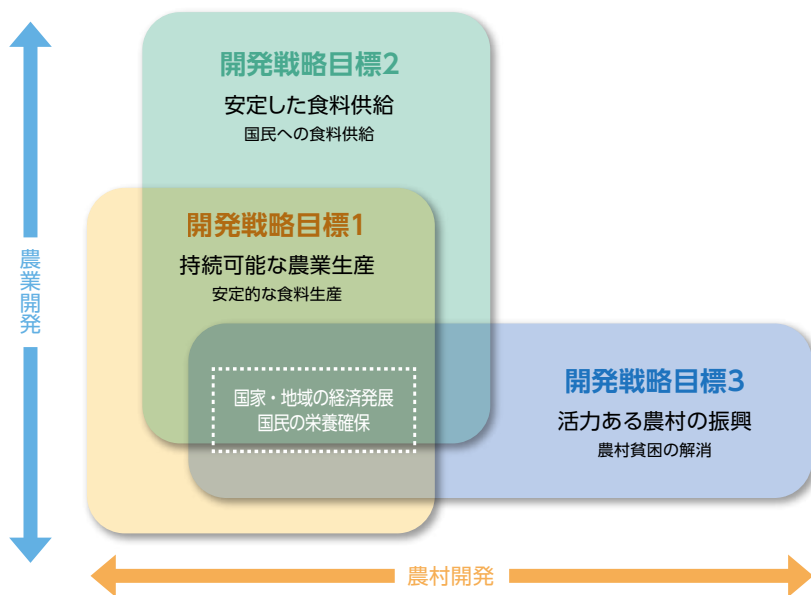 開発戦略目標2
安定した食料供給
国民への食料供給
開発戦略目標1
持続可能な農業生産
安定的な食料生産
農業開発
国家・地域の経済発展
国民の栄養確保
開発戦略目標3
活力ある農村の振興
農村貧困の解消
農村開発